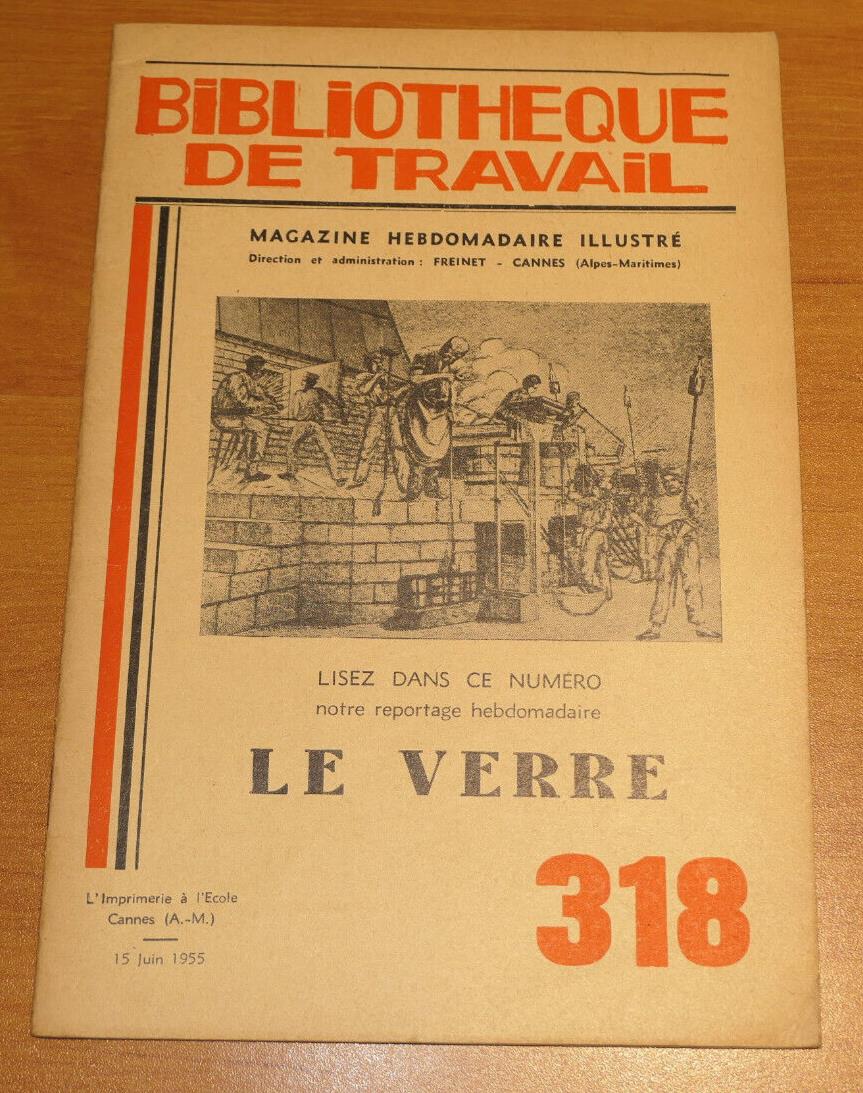 BiBLiOTHEQUE
DE TRAVAiL
MAGAZINE HEBDOMADAIRE ILLUSTRÉ
Direction et administration : FREINET - CANNES (Alpes-Maritimes)
LISEZ DANS CE NUMÉRO
notre reportage hebdomadaire
LE VERRE
318
L'Imprimerie à l'Ecole
Cannes (A.-M.)
15 Juin 1955